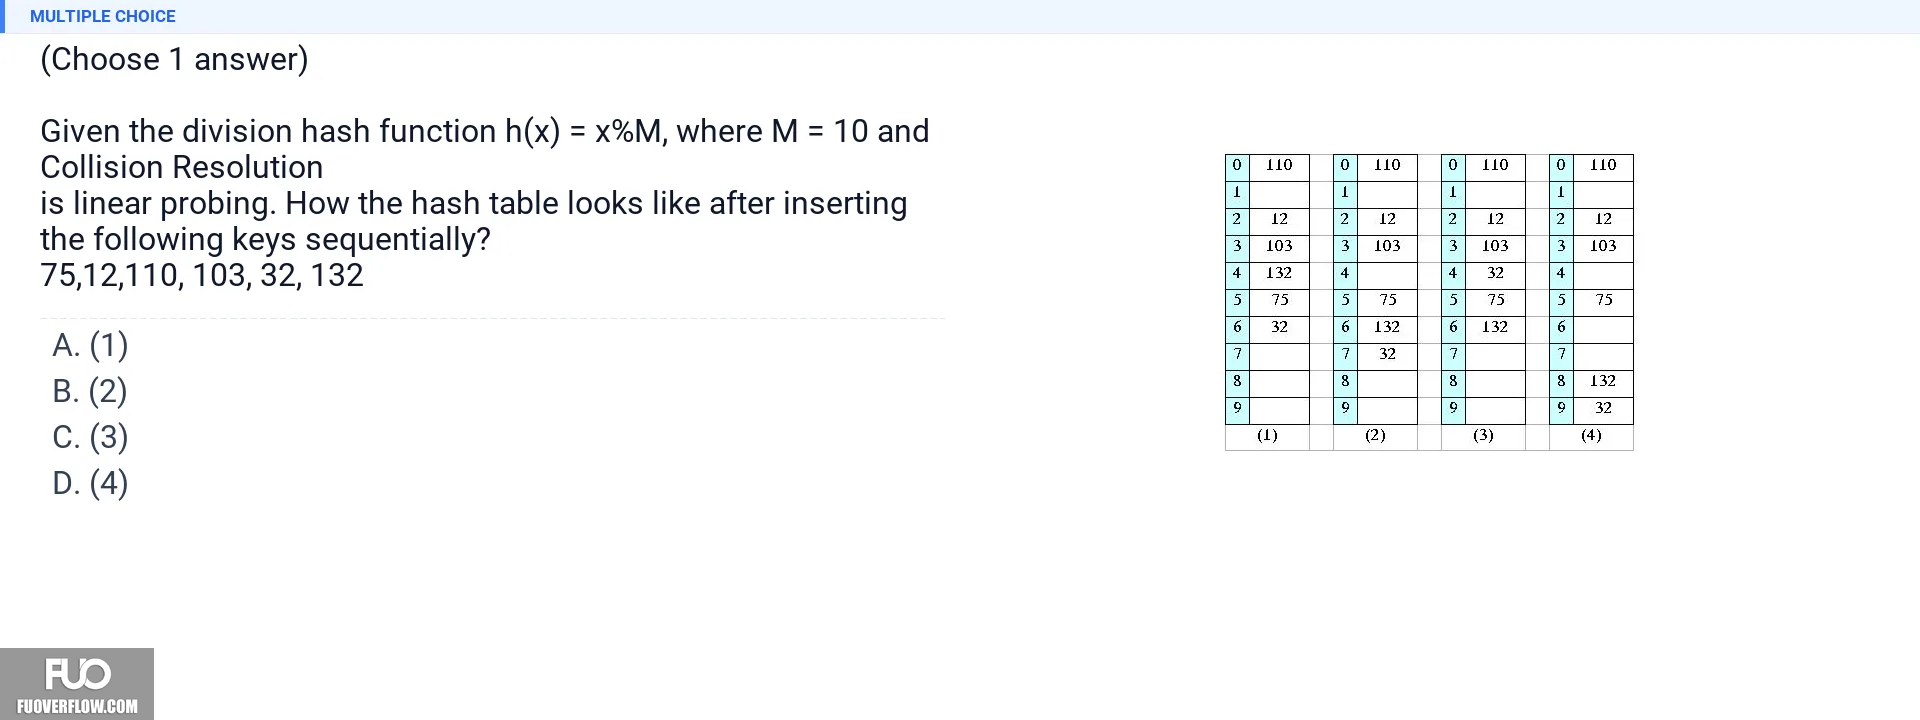 MULTIPLE CHOICE
(Choose 1 answer)
Given the division hash function h(x) = x%M, where M = 10 and
Collision Resolution
is linear probing. How the hash table looks like after inserting
the following keys sequentially?
75,12,110, 103, 32, 132
A. (1)
B. (2)
C. (3)
D. (4)
0 110 0 110 0 110 0 110
1 1 1 1
2 12 2 12 2 12 2 12
3 103 3 103 3 103 3 103
4 132 4 4 32 4
5 75 5 75 5 75 5 75
6 32 6 132 6 132 6
7 7 32 7 7
8 8 8 8 132
9 9 9 9 32
(1) (2) (3) (4)
FUO
FUOVERFLOW.COM